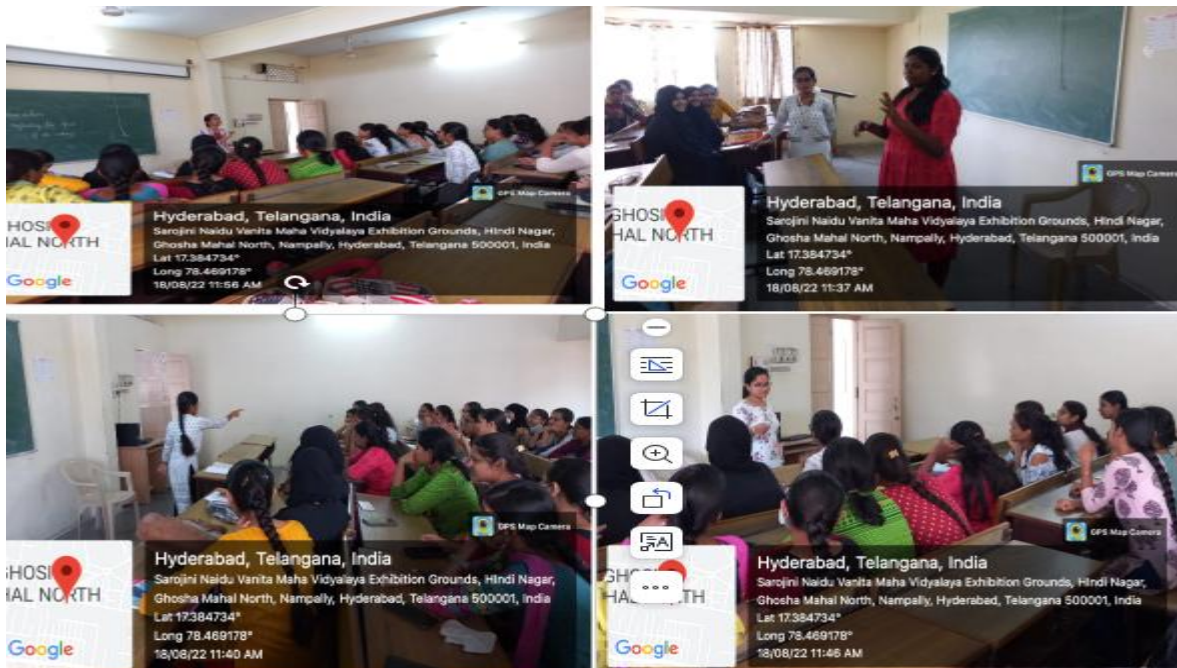 GPS Map Camera
GHOSI
HAL NORTH
Google
Hyderabad, Telangana, India
Sarojini Naidu Vanita Maha Vidyalaya Exhibition Grounds, Hindi Nagar,
Ghosha Mahal North, Nampally, Hyderabad, Telangana 500001, India
Lat 17.384734°
Long 78.469178°
18/08/22 11:56 AM
GPS Map Camera
GHOSI
HAL NORTH
Google
Hyderabad, Telangana, India
Sarojini Naidu Vanita Maha Vidyalaya Exhibition Grounds, Hindi Nagar,
Ghosha Mahal North, Nampally, Hyderabad, Telangana 500001, India
Lat 17.384734°
Long 78.469178°
18/08/22 11:37 AM
GPS Map Camera
GHOSI
HAL NORTH
Google
Hyderabad, Telangana, India
Sarojini Naidu Vanita Maha Vidyalaya Exhibition Grounds, Hindi Nagar,
Ghosha Mahal North, Nampally, Hyderabad, Telangana 500001, India
Lat 17.384734°
Long 78.469178°
18/08/22 11:40 AM
GPS Map Camera
Google
Hyderabad, Telangana, India
Sarojini Naidu Vanita Maha Vidyalaya Exhibition Grounds, Hindi Nagar,
Ghosha Mahal North, Nampally, Hyderabad, Telangana 500001, India
Lat 17.384734°
Long 78.469178°
18/08/22 11:46 AM